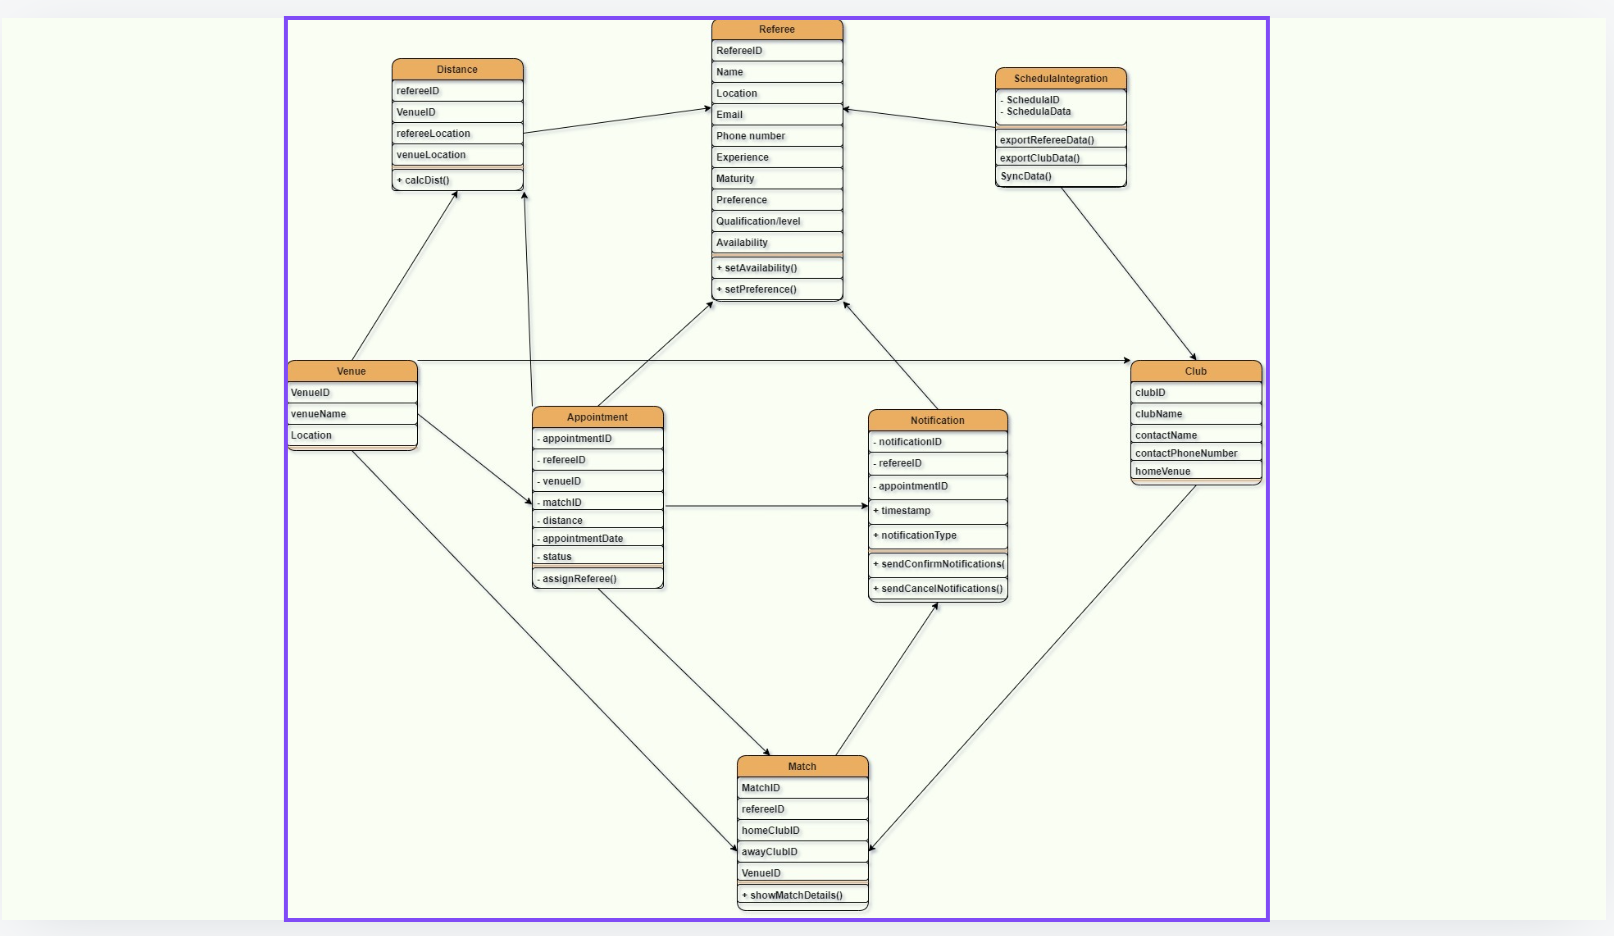 Referee
RefereeID
Name
Location
Email
Phone number
Experience
Maturity
Preference
Qualification/level
Availability
+ setAvailability()
+ setPreference()
Distance
refereeID
VenueID
refereeLocation
venueLocation
+ calcDist()
SchedulaIntegration
- SchedulaID
- SchedulaData
exportRefereeData()
exportClubData()
SyncData()
Venue
VenueID
venueName
Location
Appointment
- appointmentID
- refereeID
- venueID
- matchID
- distance
- appointmentDate
- status
- assignReferee()
Notification
- notificationID
- refereeID
- appointmentID
+ timestamp
+ notificationType
+ sendConfirmNotifications(
+ sendCancelNotifications()
Club
clubID
clubName
contactName
contactPhoneNumber
homeVenue
Match
MatchID
refereeID
homeClubID
awayClubID
VenueID
+ showMatchDetails()